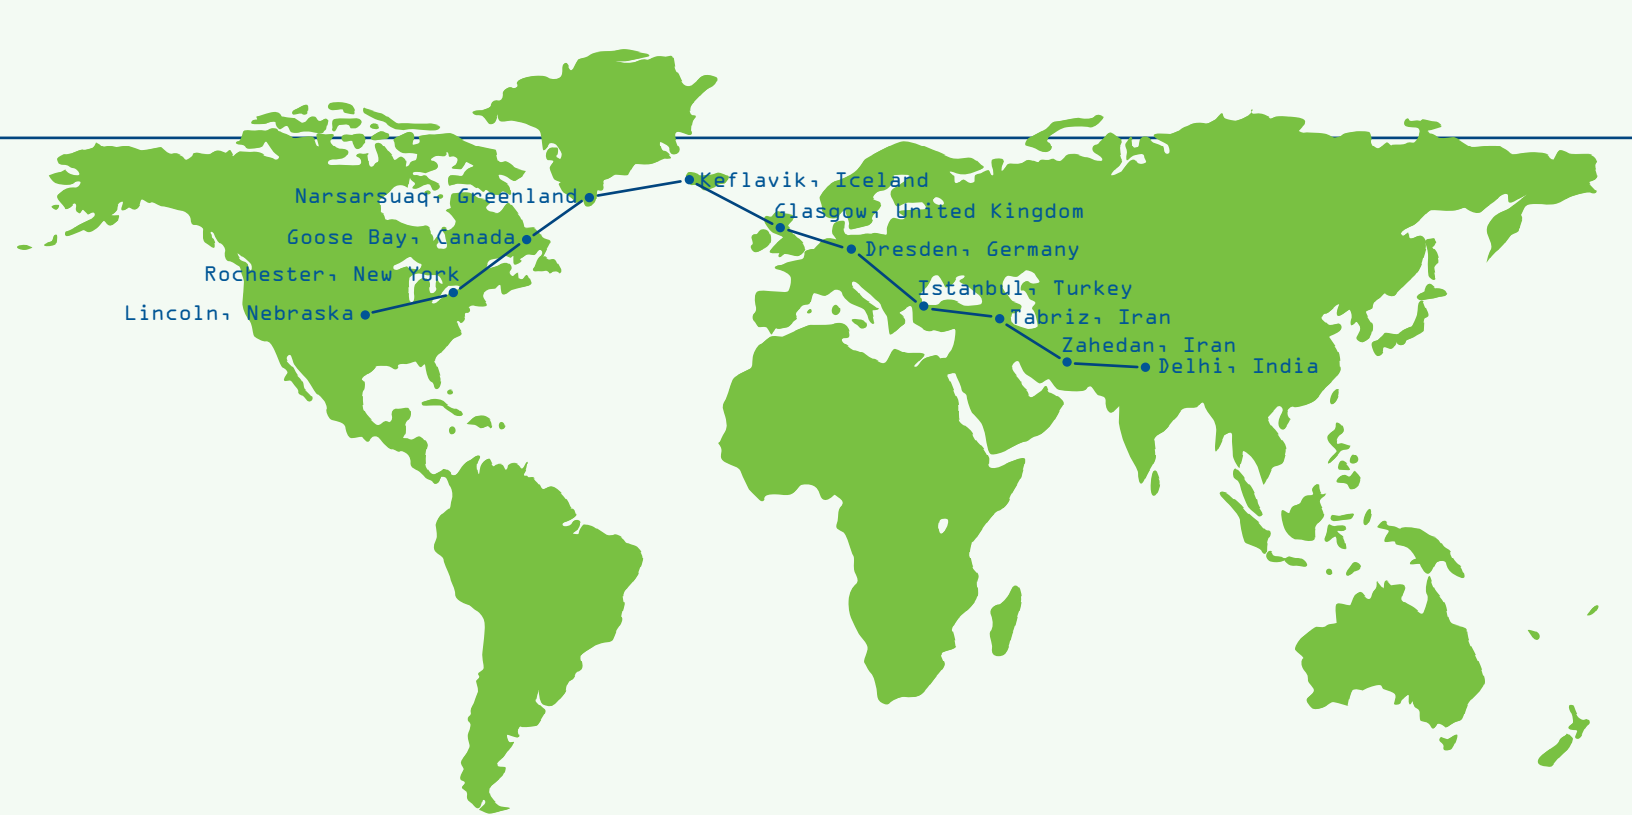 Keflavik, Iceland
Narsarsuaq, Greenland
Glasgow, United Kingdom
Goose Bay, Canada
Dresden, Germany
Rochester, New York
Istanbul, Turkey
Lincoln, Nebraska
Tabriz, Iran
Zahedan, Iran
Delhi, India